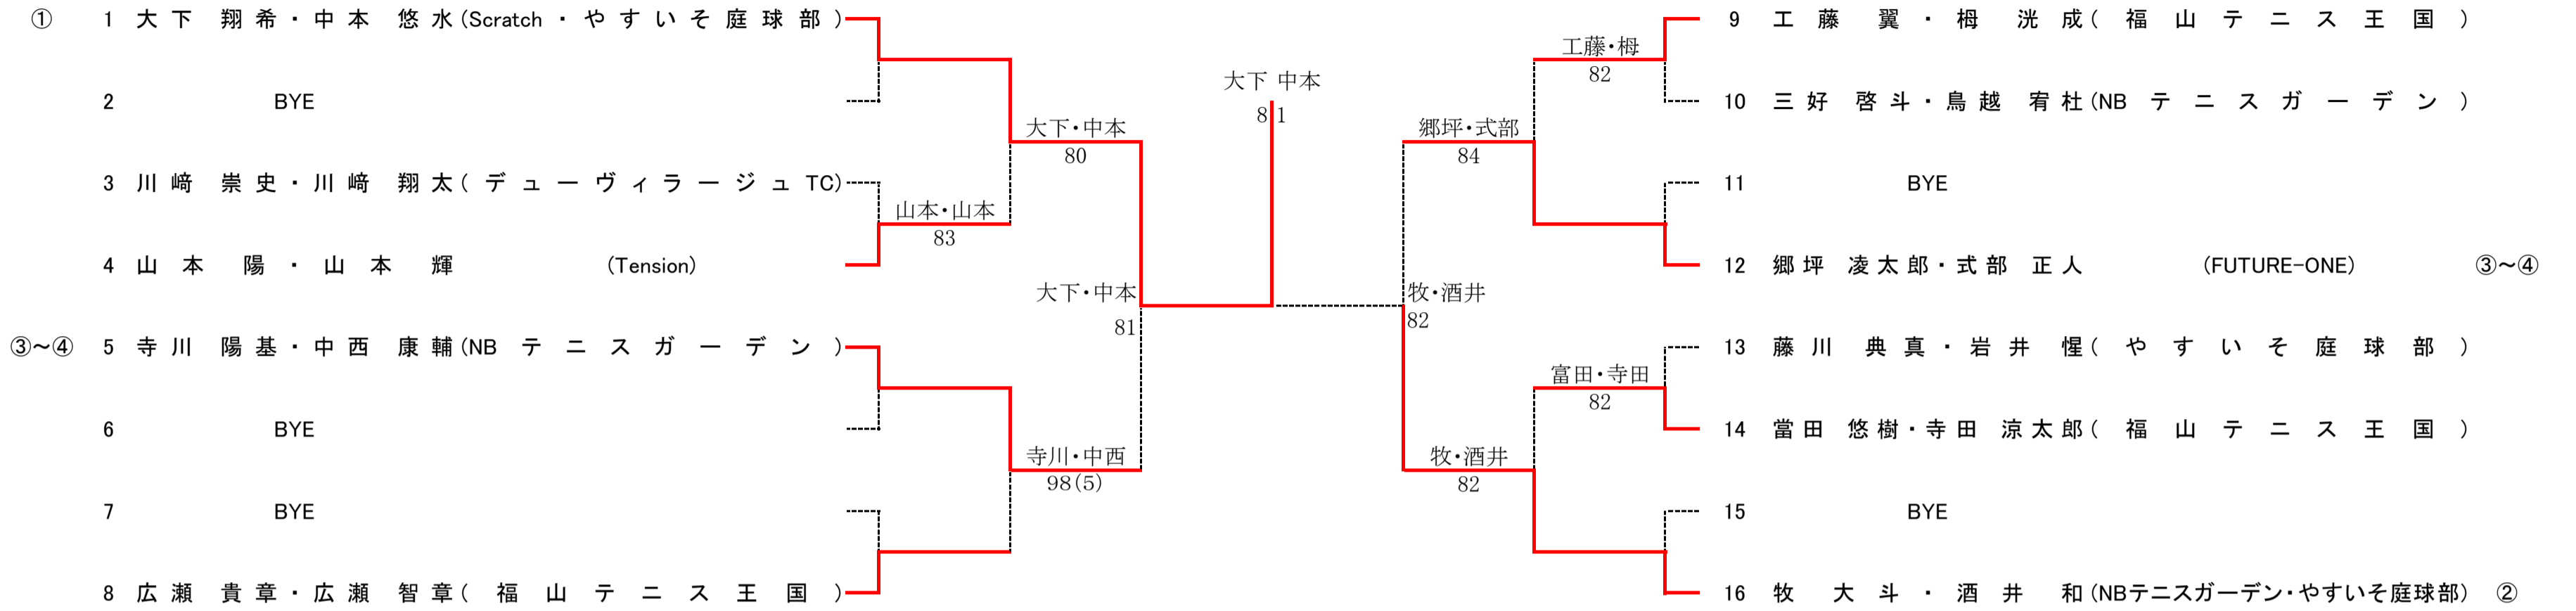 ① 1 大下 翔希・中本 悠水(Scratch・やすいそ庭球部)
2 BYE
3 川﨑 崇史・川﨑 翔太(デューヴィラージュTC)
4 山本 陽・山本 輝 (Tension)
③～④ 5 寺川 陽基・中西 康輔(NBテニスガーデン)
6 BYE
7 BYE
8 広瀬 貴章・広瀬 智章(福山テニス王国)
山本・山本
83
大下・中本
80
寺川・中西
98(5)
大下・中本
81
大下 中本
81
牧・酒井
82
郷坪・式部
84
牧・酒井
82
工藤・栂
82
富田・寺田
82
9 工藤 翼・栂 洸成(福山テニス王国)
10 三好 啓斗・鳥越 宥杜(NBテニスガーデン)
11 BYE
12 郷坪 凌太郎・式部 正人 (FUTURE-ONE) ③～④
13 藤川 典真・岩井 惺(やすいそ庭球部)
14 當田 悠樹・寺田 涼太郎(福山テニス王国)
15 BYE
16 牧 大斗・酒井 和(NBテニスガーデン・やすいそ庭球部) ②